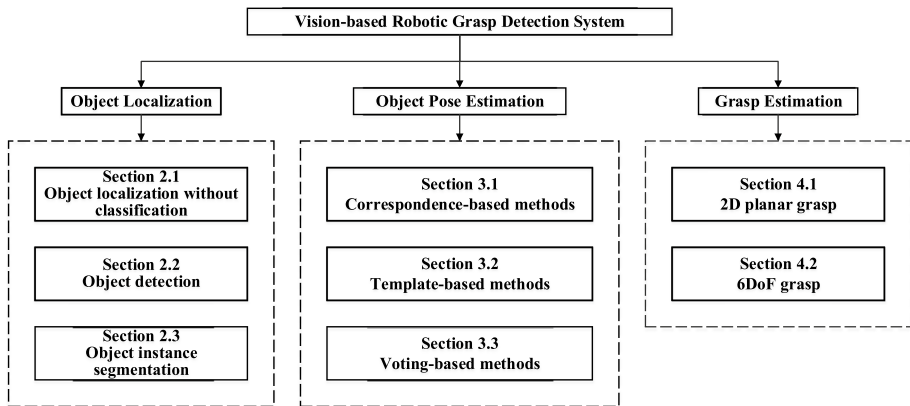 Vision-based Robotic Grasp Detection System
Object Localization
Object Pose Estimation
Grasp Estimation
Section 2.1
Object localization without
classification
Section 2.2
Object detection
Section 2.3
Object instance
segmentation
Section 3.1
Correspondence-based methods
Section 3.2
Template-based methods
Section 3.3
Voting-based methods
Section 4.1
2D planar grasp
Section 4.2
6DoF grasp